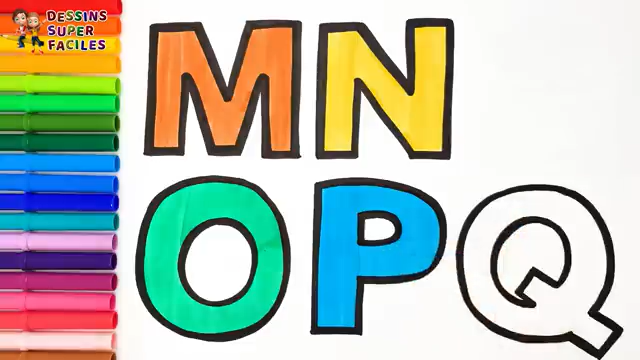 DESSINS
SUPER
FACILES
MN
OPQ